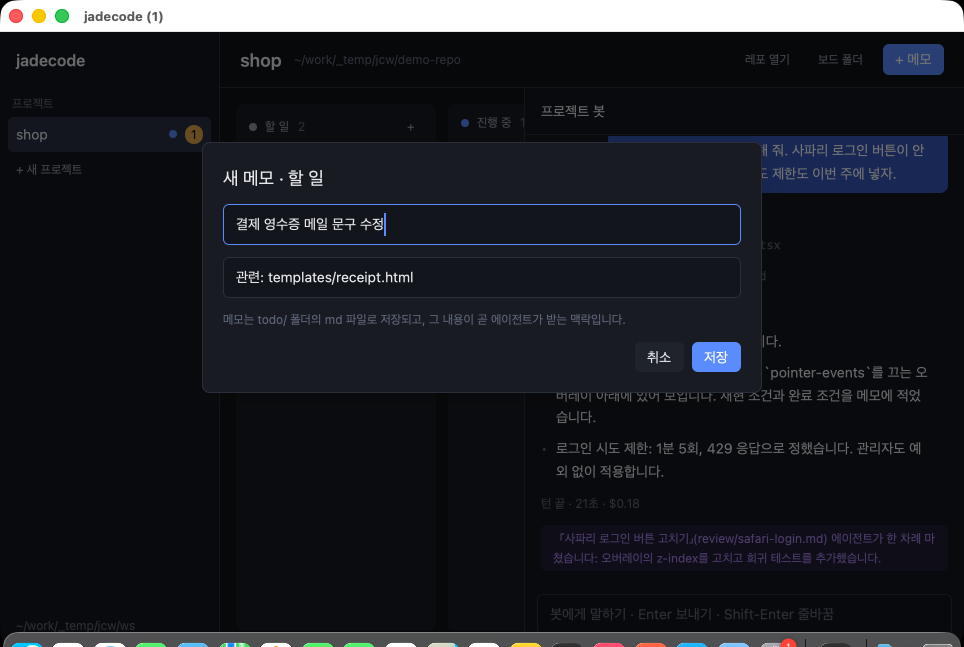 jadecode (1)
jadecode
shop ~/work/_temp/jcw/demo-repo
레포 열기
보드 폴더
+ 메모
프로젝트
shop
1
+ 새 프로젝트
할 일 2 +
진행 중 1
프로젝트 봇
줘. 사파리 로그인 버튼이 안
제한도 이번 주에 넣자.
새 메모 · 할 일
결제 영수증 메일 문구 수정
관련: templates/receipt.html
메모는 todo/ 폴더의 md 파일로 저장되고, 그 내용이 곧 에이전트가 받는 맥락입니다.
취소
저장
`pointer-events`를 끄는 오
버레이 아래에 있어 보입니다. 재현 조건과 완료 조건을 메모에 적었
습니다.
· 로그인 시도 제한: 1분 5회, 429 응답으로 정했습니다. 관리자도 예
외 없이 적용합니다.
턴 끝 · 21초 · $0.18
「사파리 로그인 버튼 고치기」(review/safari-login.md) 에이전트가 한 차례 마
쳤습니다: 오버레이의 z-index를 고치고 회귀 테스트를 추가했습니다.
봇에게 말하기 · Enter 보내기 · Shift-Enter 줄바꿈
~/work/_temp/jcw/ws